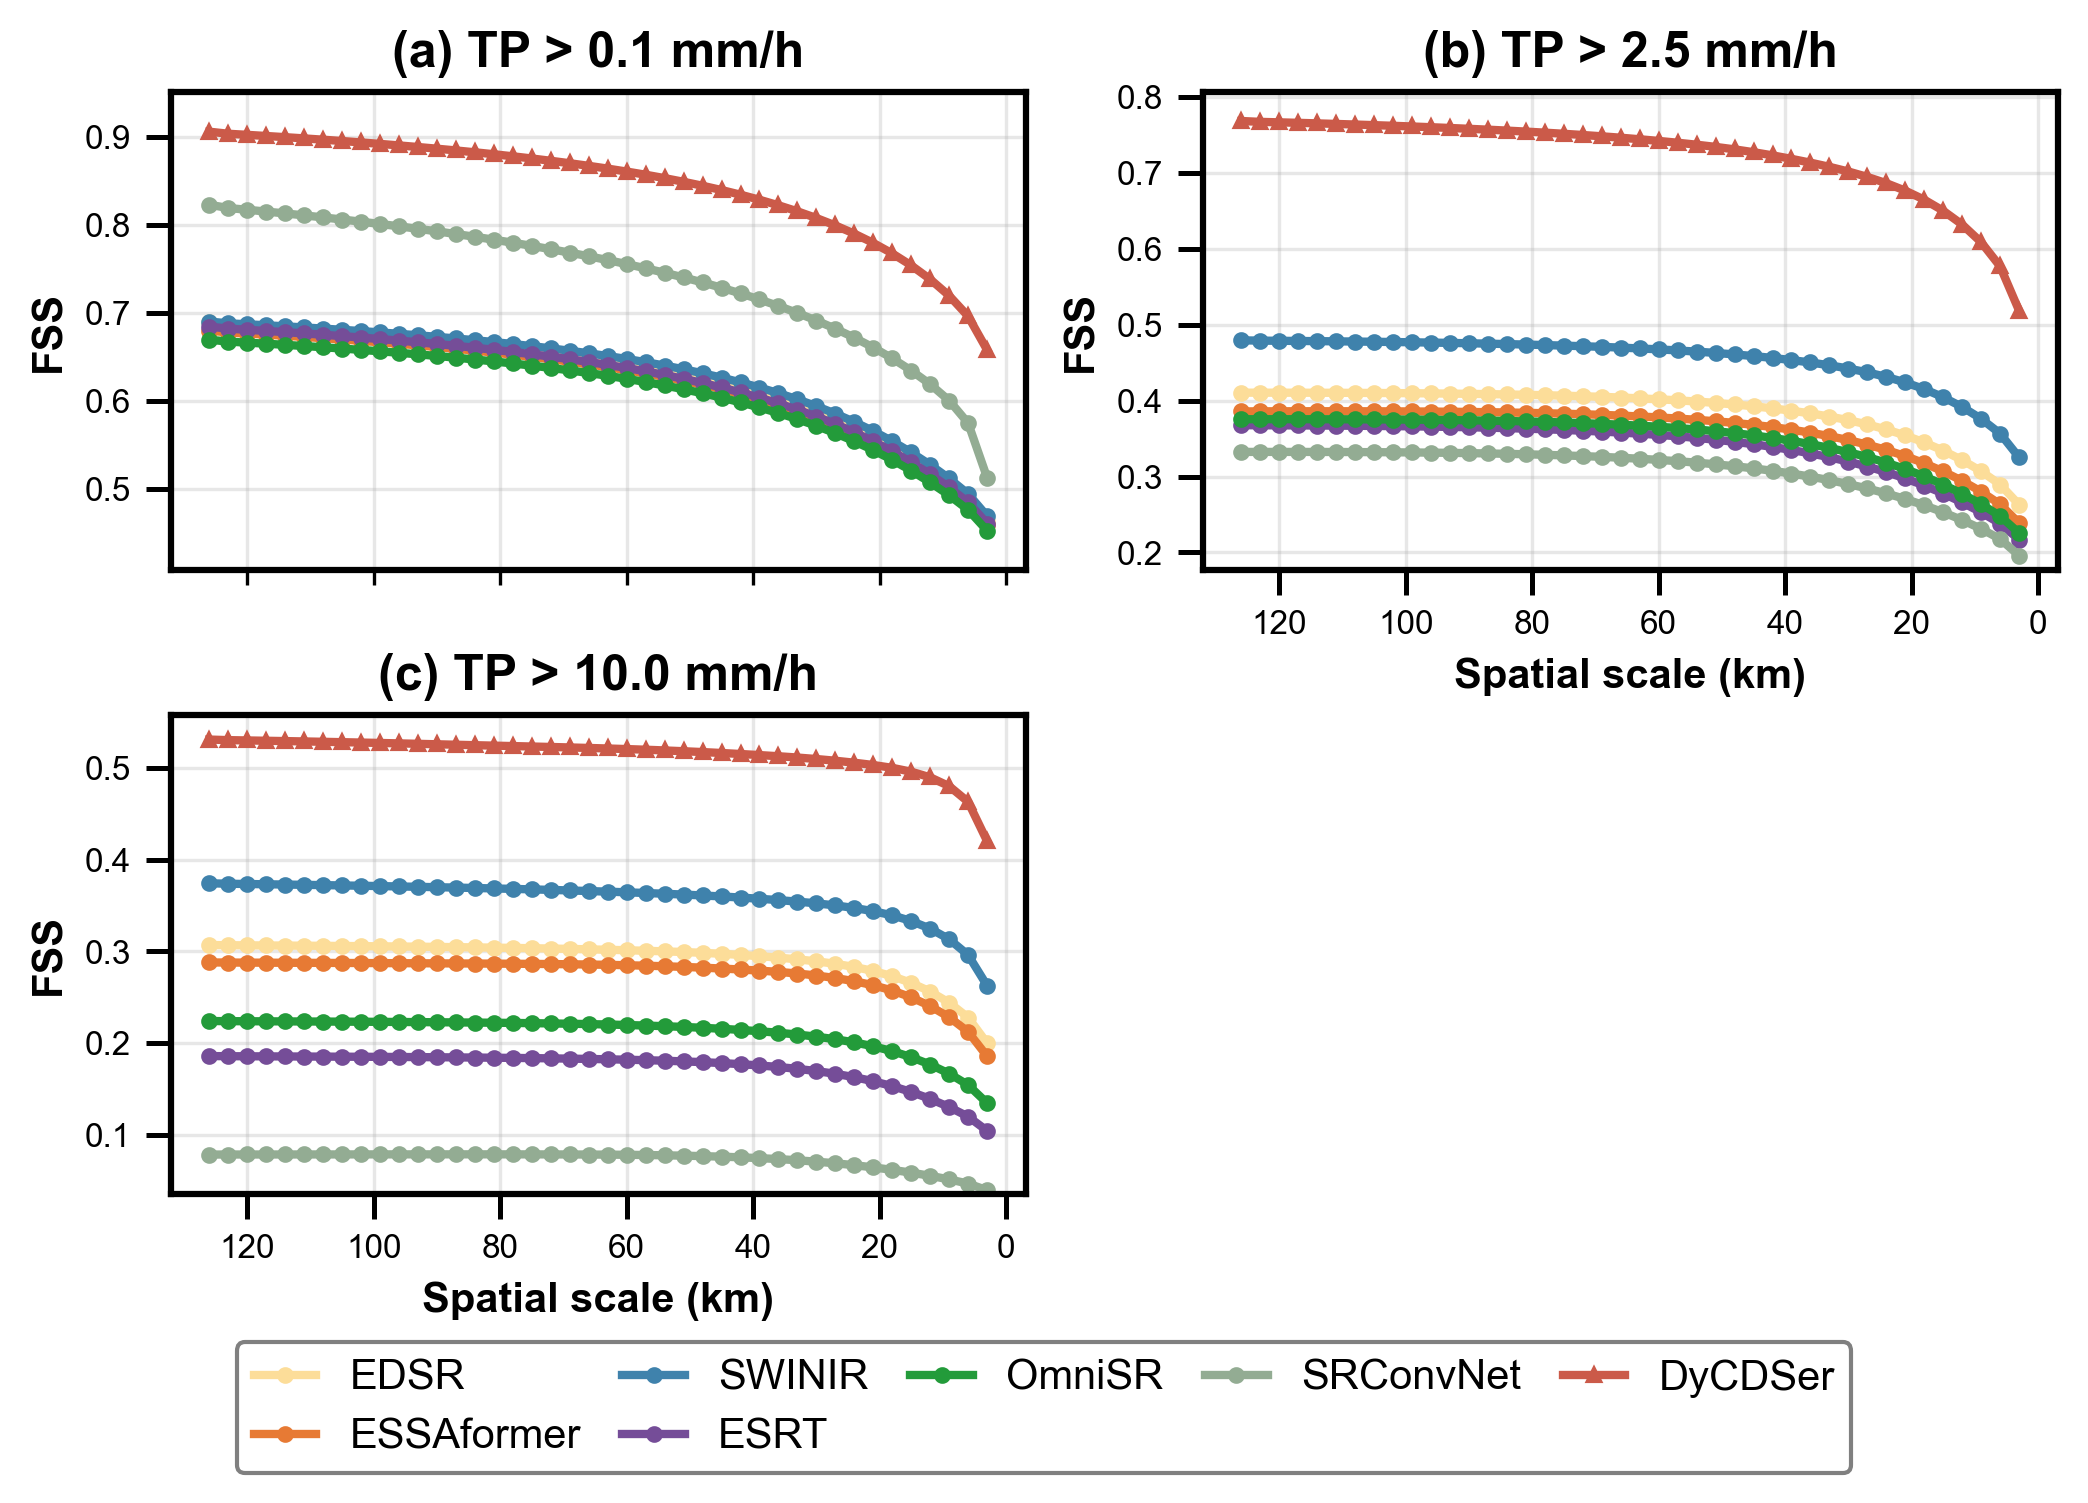 (a) TP > 0.1 mm/h
0.9
0.8
0.7
0.6
0.5
FSS
(b) TP > 2.5 mm/h
0.8
0.7
0.6
0.5
0.4
0.3
0.2
FSS
120 100 80 60 40 20 0
Spatial scale (km)
(c) TP > 10.0 mm/h
0.5
0.4
0.3
0.2
0.1
FSS
120 100 80 60 40 20 0
Spatial scale (km)
EDSR SWINIR OmniSR SRConvNet DyCDSer
ESSAformer ESRT